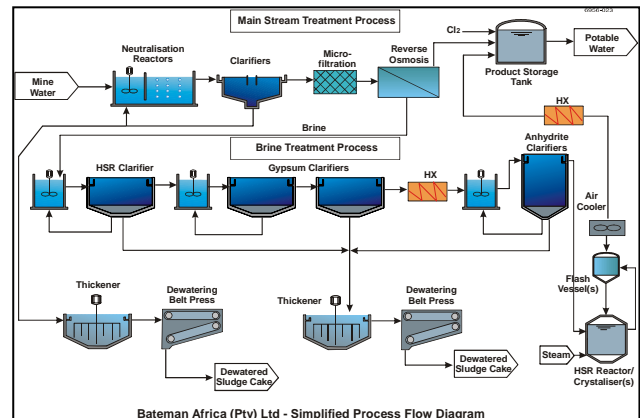 6956-023
Main Stream Treatment Process
Cl2
Neutralisation
Reactors
Clarifiers
Micro-
filtration
Reverse
Osmosis
Potable
Water
Product Storage
Tank
Mine
Water
HX
Brine
Brine Treatment Process
Anhydrite
Clarifiers
HSR Clarifier
Gypsum Clarifiers
HX
Air
Cooler
Flash
Vessel(s)
Thickener
Dewatering
Belt Press
Thickener
Dewatering
Belt Press
Steam
HSR Reactor/
Crystaliser(s)
Dewatered
Sludge Cake
Dewatered
Sludge Cake
Bateman Africa (Pty) Ltd - Simplified Process Flow Diagram